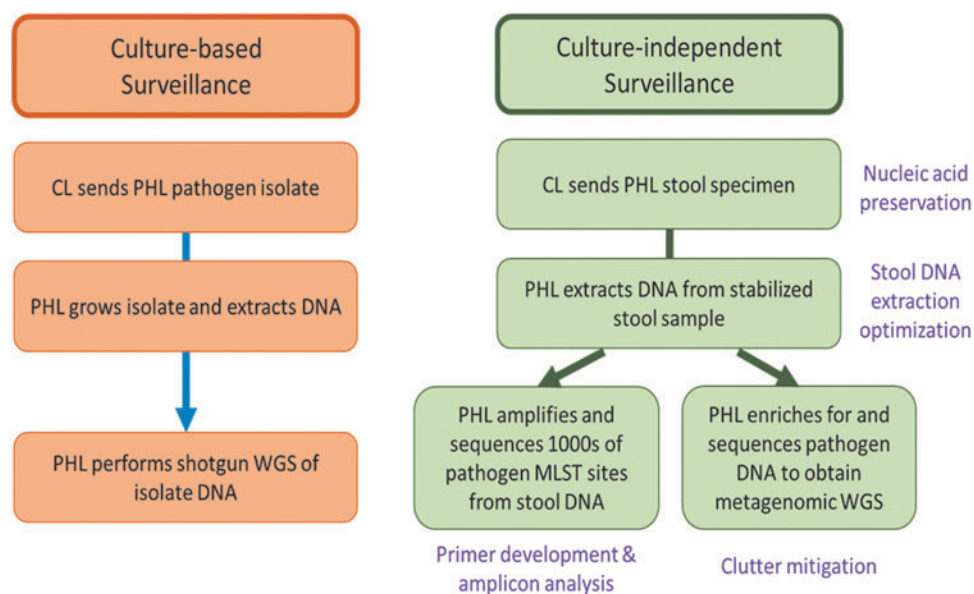 Culture-based
Surveillance
CL sends PHL pathogen isolate
PHL grows isolate and extracts DNA
PHL performs shotgun WGS of
isolate DNA
Culture-independent
Surveillance
CL sends PHL stool specimen
Nucleic acid
preservation
PHL extracts DNA from stabilized
stool sample
Stool DNA
extraction
optimization
PHL amplifies and
sequences 1000s of
pathogen MLST sites
from stool DNA
Primer development &
amplicon analysis
PHL enriches for and
sequences pathogen
DNA to obtain
metagenomic WGS
Clutter mitigation